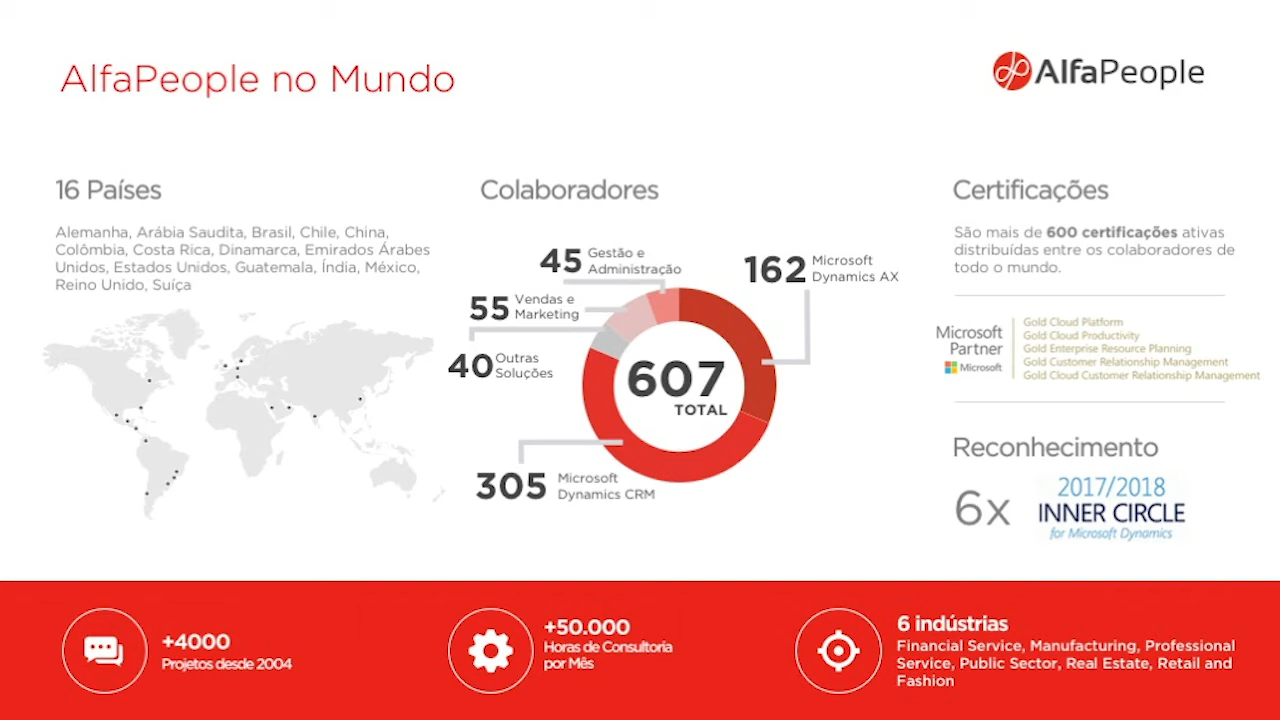 AlfaPeople no Mundo
AlfaPeople
16 Países
Alemanha, Arábia Saudita, Brasil, Chile, China,
Colômbia, Costa Rica, Dinamarca, Emirados Árabes
Unidos, Estados Unidos, Guatemala, Índia, México,
Reino Unido, Suíça
Colaboradores
45 Gestão e
Administração
162 Microsoft
Dynamics AX
55 Vendas e
Marketing
40 Outras
Soluções
607
TOTAL
305 Microsoft
Dynamics CRM
Certificações
São mais de 600 certificações ativas
distribuídas entre os colaboradores de
todo o mundo.
Microsoft
Partner
Microsoft
Gold Cloud Platform
Gold Cloud Productivity
Gold Enterprise Resource Planning
Gold Customer Relationship Management
Gold Cloud Customer Relationship Management
Reconhecimento
6x
2017/2018
INNER CIRCLE
for Microsoft Dynamics
+4000
Projetos desde 2004
+50.000
Horas de Consultoria
por Mês
6 indústrias
Financial Service, Manufacturing, Professional
Service, Public Sector, Real Estate, Retail and
Fashion